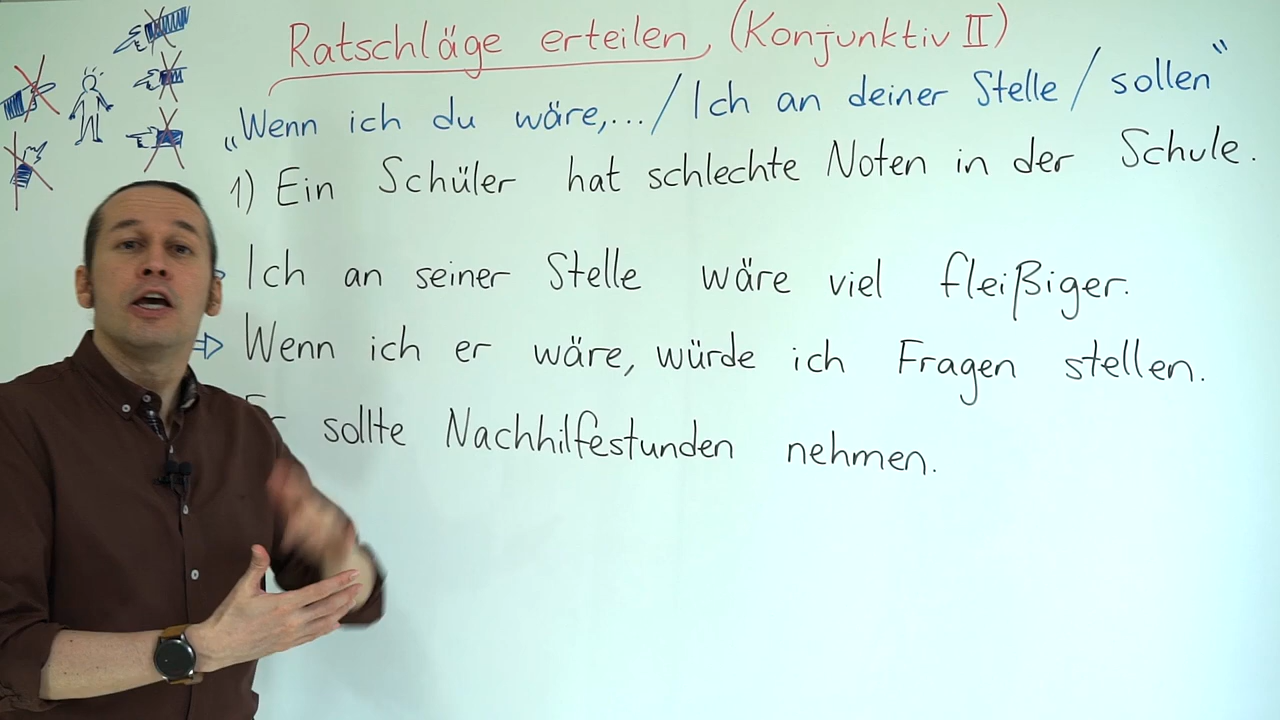 Ratschläge erteilen, (Konjunktiv II)
„Wenn ich du wäre,.../Ich an deiner Stelle/sollen“
1) Ein Schüler hat schlechte Noten in der Schule.
Ich an seiner Stelle wäre viel fleißiger.
⇒ Wenn ich er wäre, würde ich Fragen stellen.
sollte Nachhilfestunden nehmen.